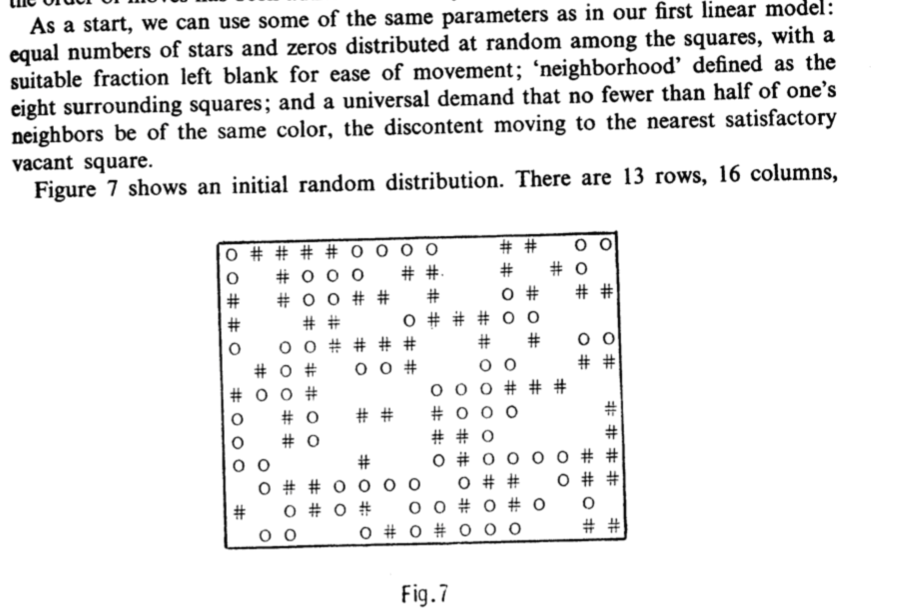 As a start, we can use some of the same parameters as in our first linear model:
equal numbers of stars and zeros distributed at random among the squares, with a
suitable fraction left blank for ease of movement; ‘neighborhood’ defined as the
eight surrounding squares; and a universal demand that no fewer than half of one’s
neighbors be of the same color, the discontent moving to the nearest satisfactory
vacant square.
Figure 7 shows an initial random distribution. There are 13 rows, 16 columns,
O # # # # O O O O # # O O
O # O O O # # # # O
# # O O # # # O # # #
# # # O # # # O O
O O O # # # # # # O O
# O # O O # O O # #
# O O # O O O # # #
O # O # # # O O O #
O # O # # O #
O O # O # O O O O # #
O # # O O O O O # # O # #
# O # O # O O # O # O O
O O O # O # O O O # #
Fig.7